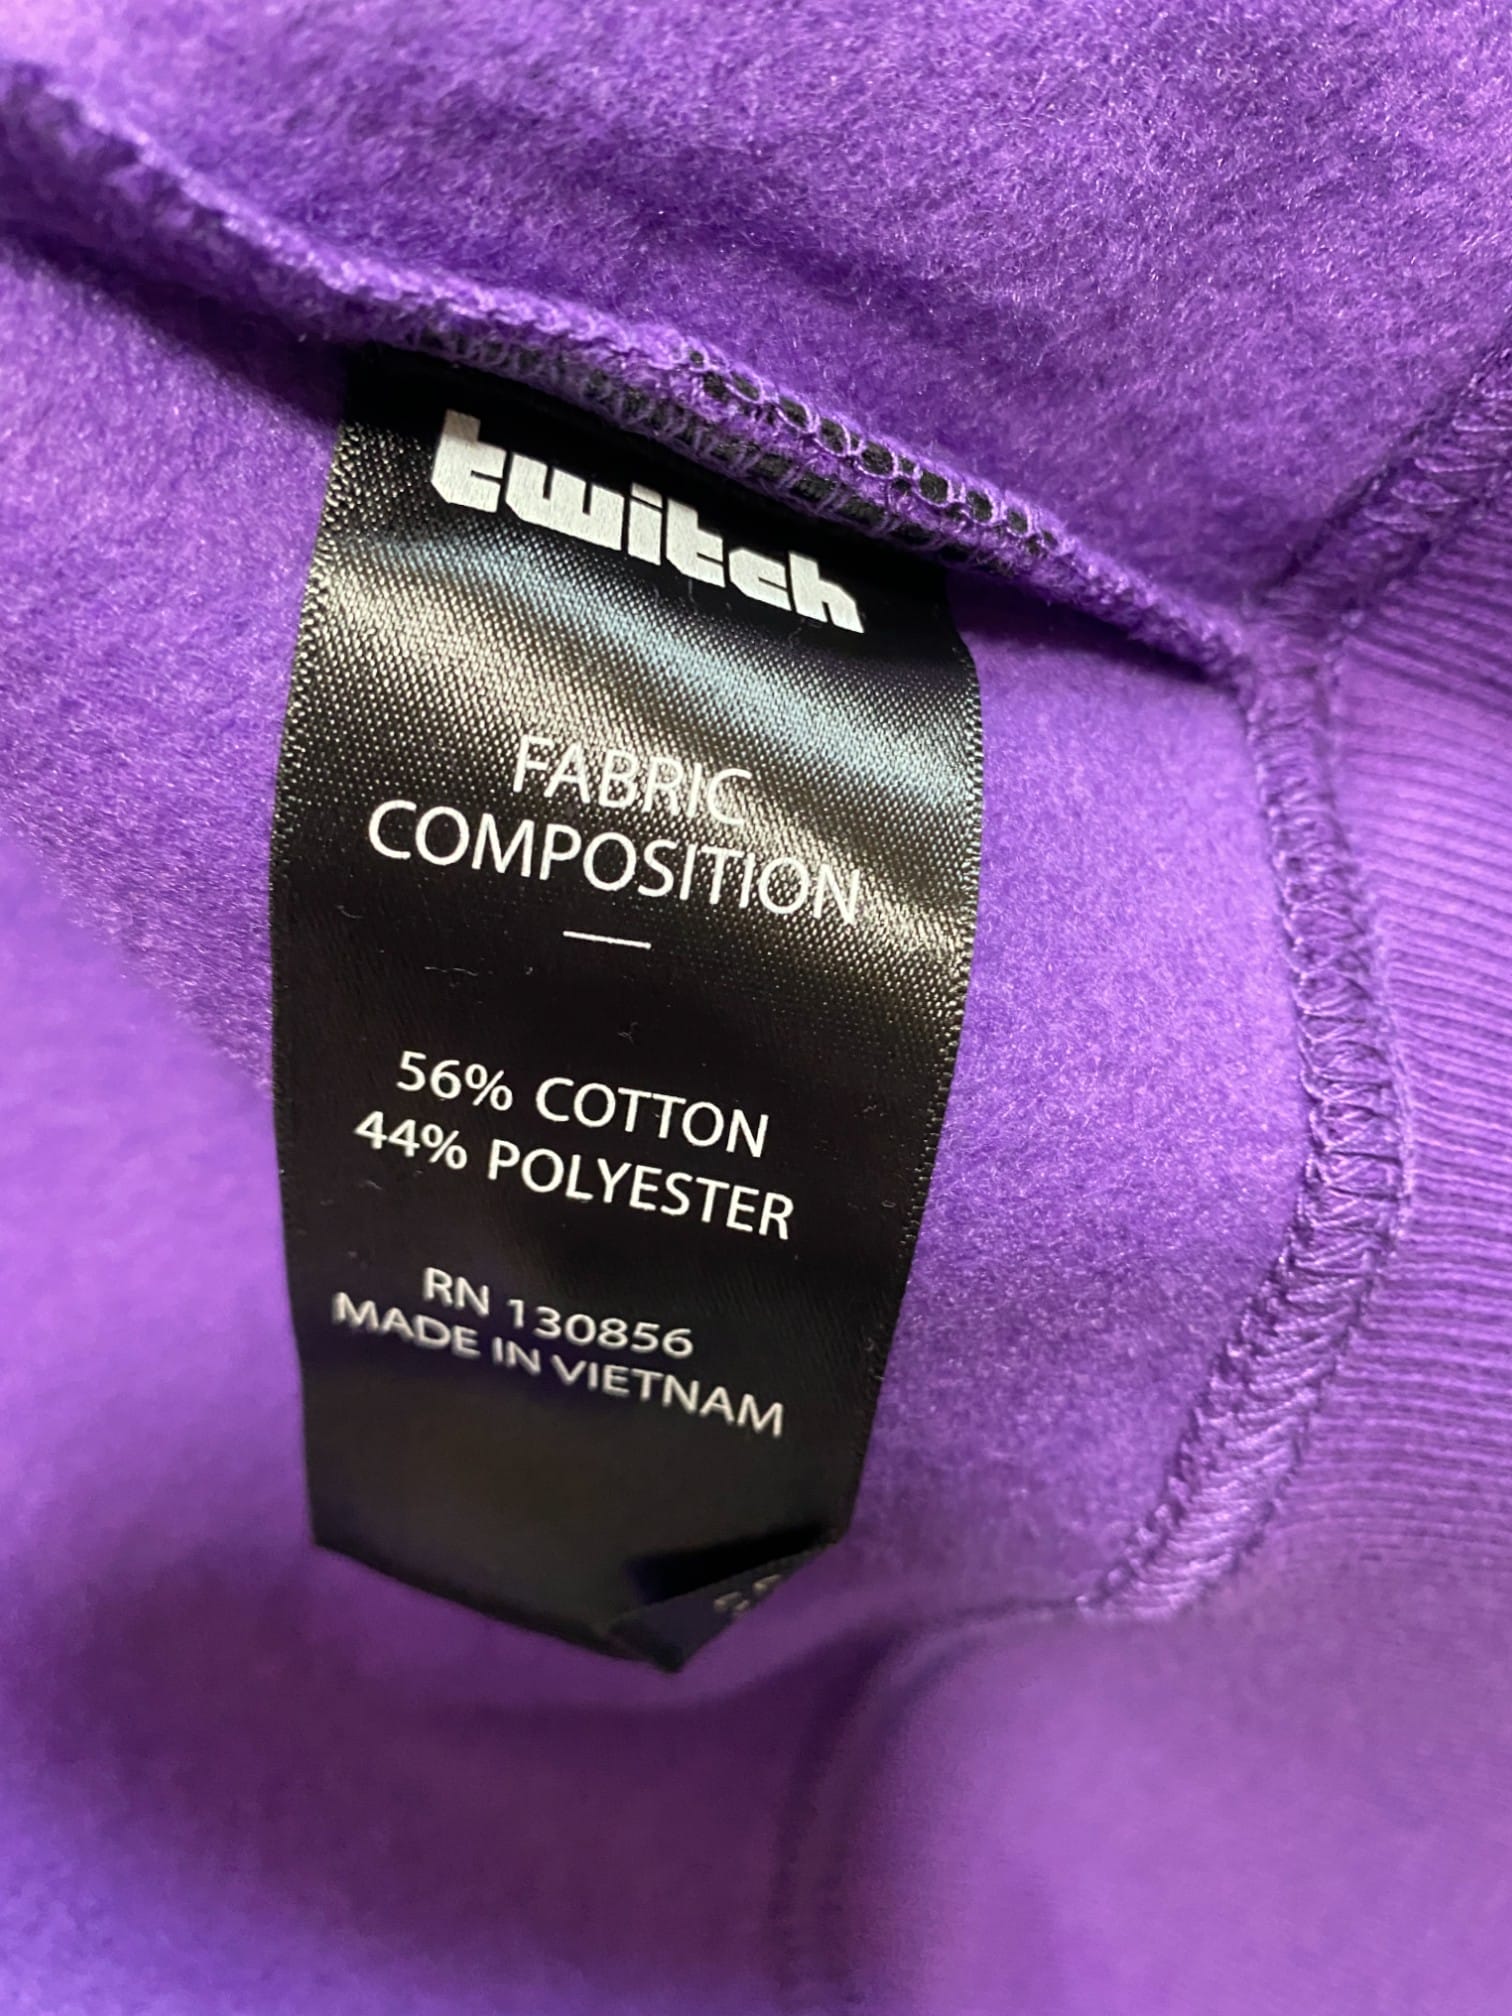 twitch
FABRIC
COMPOSITION
56% COTTON
44% POLYESTER
RN 130856
MADE IN VIETNAM